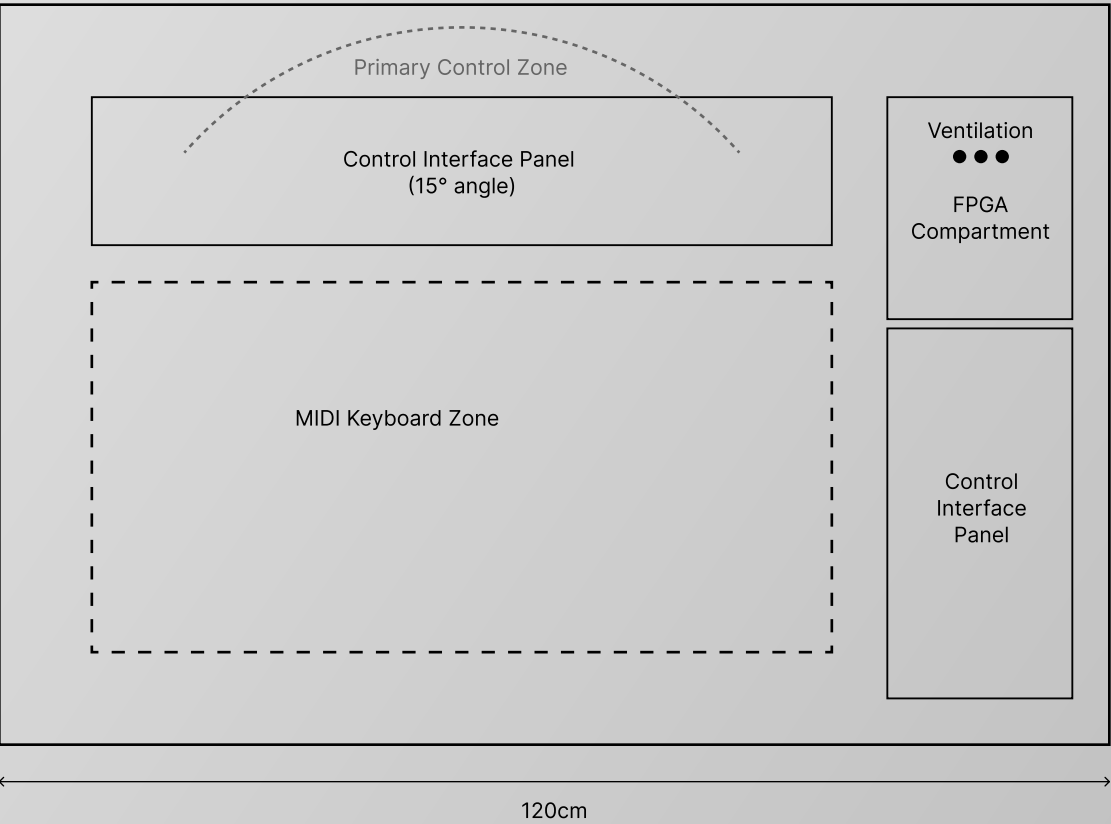 Primary Control Zone
Control Interface Panel
(15° angle)
Ventilation
FPGA
Compartment
MIDI Keyboard Zone
Control
Interface
Panel
120cm